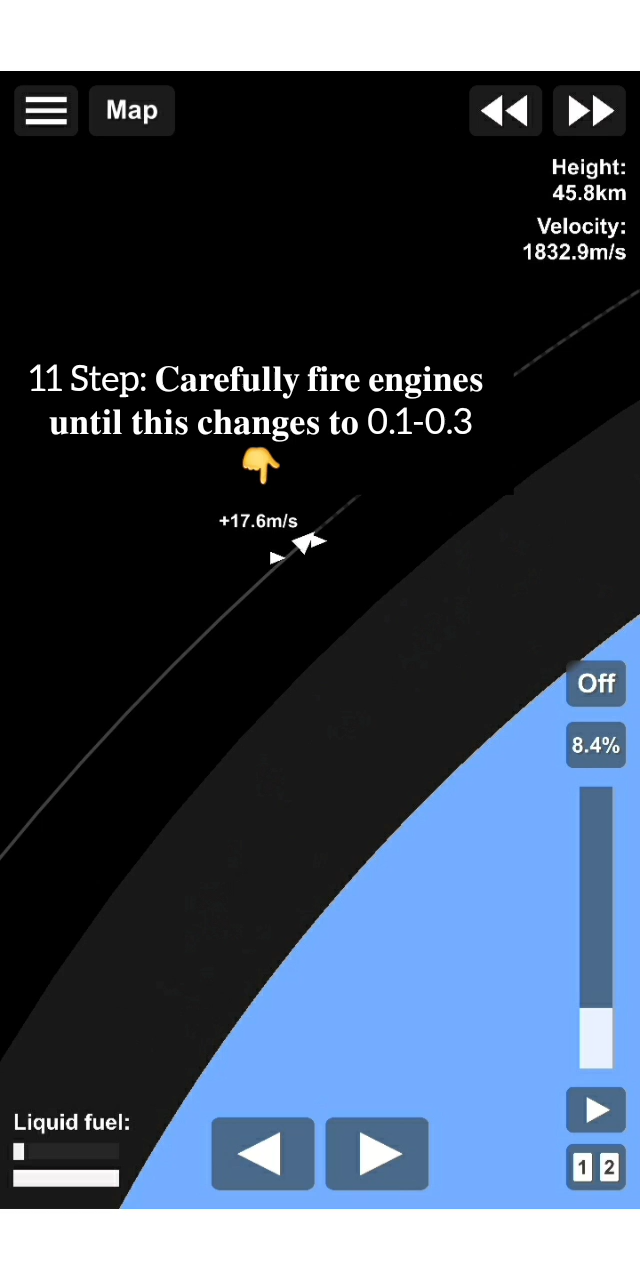 Map
Height:
45.8km
Velocity:
1832.9m/s
11 Step: Carefully fire engines
until this changes to 0.1-0.3
+17.6m/s
Off
8.4%
Liquid fuel:
1 2